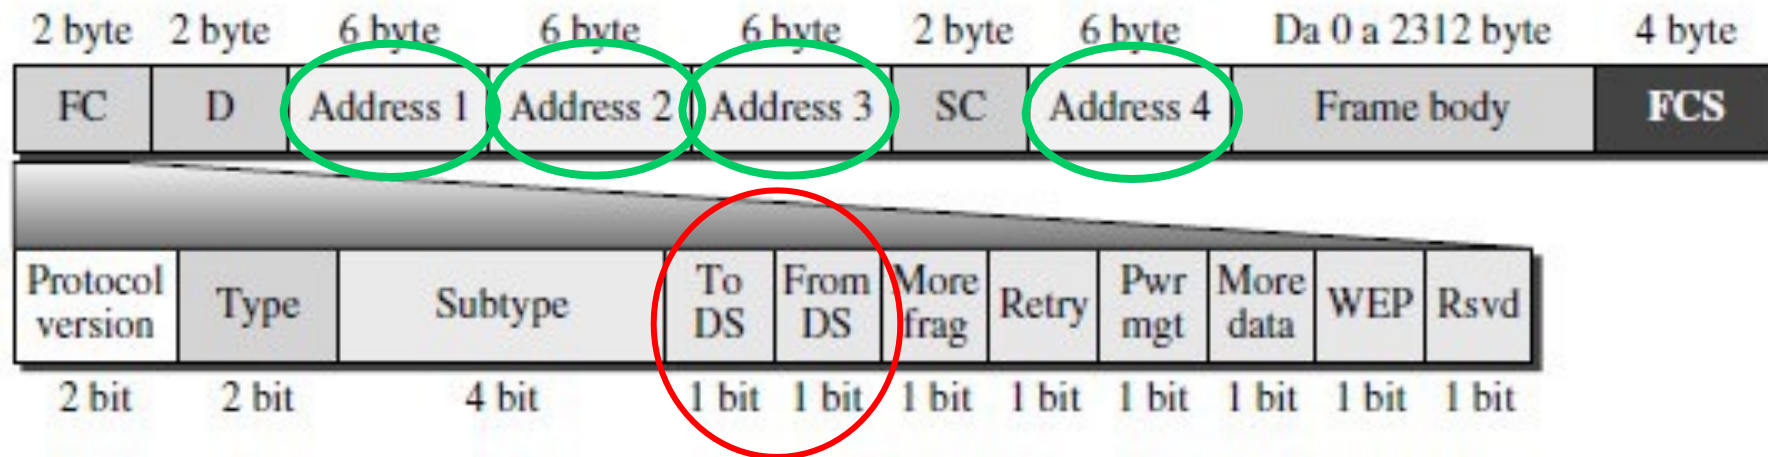 2 byte 2 byte 6 byte 6 byte 6 byte 2 byte 6 byte Da 0 a 2312 byte 4 byte
FC D Address 1 Address 2 Address 3 SC Address 4 Frame body FCS
Protocol version Type Subtype To DS From DS More frag Retry Pwr mgt More data WEP Rsvd
2 bit 2 bit 4 bit 1 bit 1 bit 1 bit 1 bit 1 bit 1 bit 1 bit 1 bit